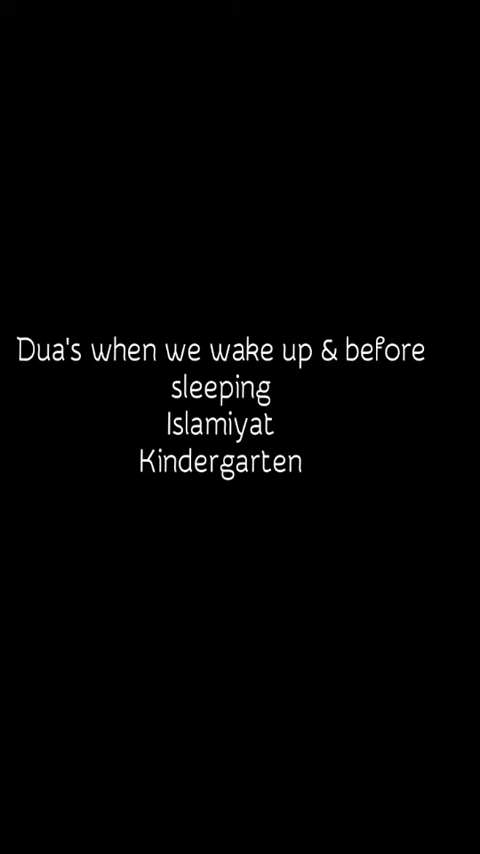 Dua's when we wake up & before
sleeping
Islamiyat
Kindergarten